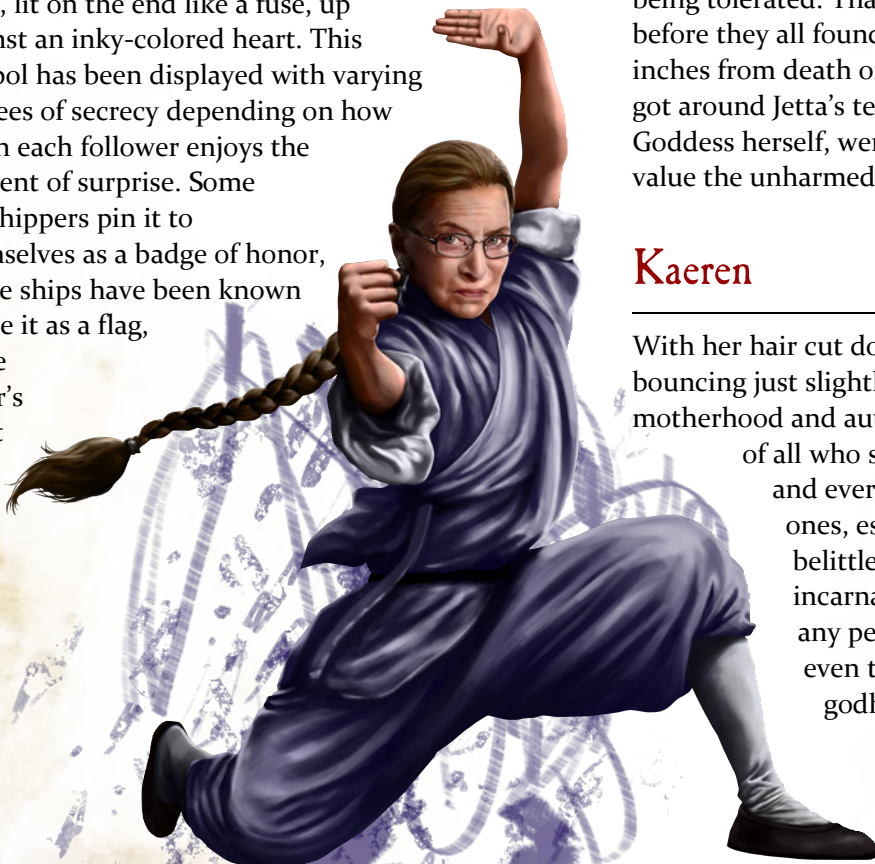 , lit on the end like a fuse, up
nst an inky-colored heart. This
bol has been displayed with varying
ees of secrecy depending on how
h each follower enjoys the
ent of surprise. Some
hippers pin it to
nselves as a badge of honor,
e ships have been known
e it as a flag,
e
r's
t
being tolerated. Tha
before they all found
inches from death o
got around Jetta's te
Goddess herself, wer
value the unharmed
Kaeren
With her hair cut do
bouncing just slightl
motherhood and aut
of all who s
and ever
ones, es
belittle
incarna
any pe
even t
godh